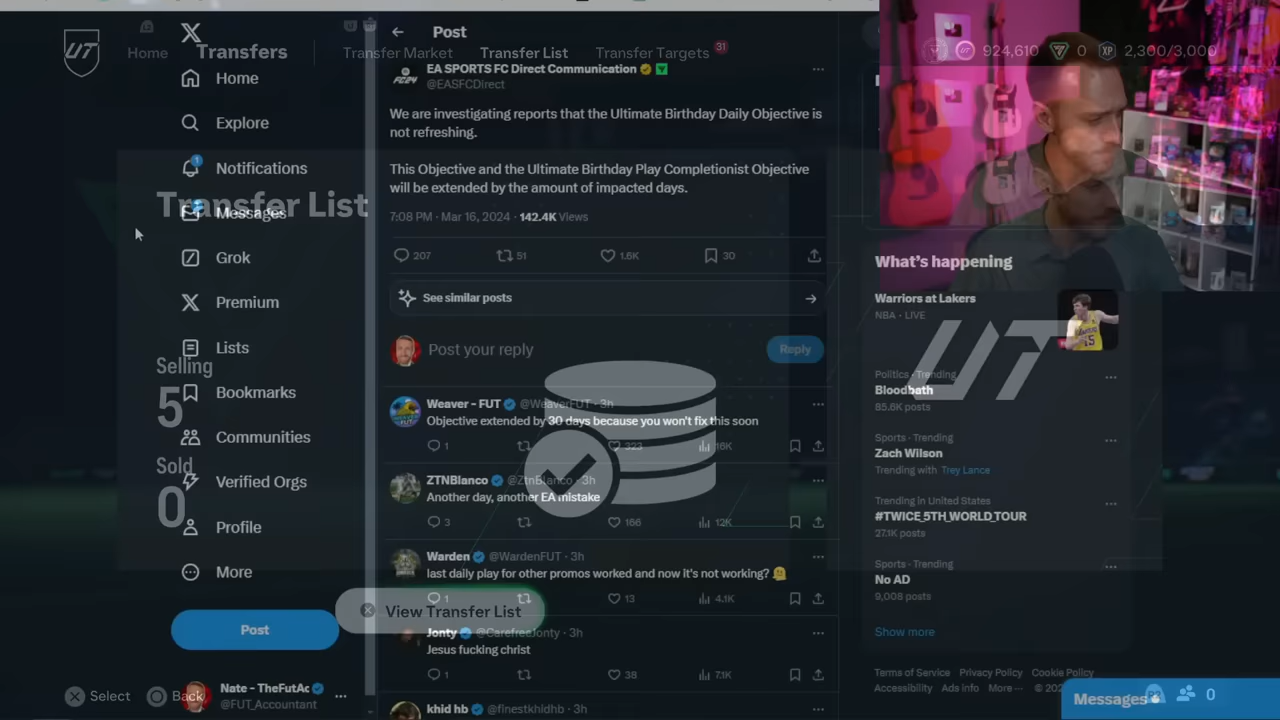 UT
Home
Transfers
Transfer Market
Transfer List
Transfer Targets
31
924,610
0
XP
2,300/3,000
Transfer List
Selling
5
Sold
0
View Transfer List
Select
Back
0
UT
Home
Explore
1
Notifications
Messages
Grok
Premium
Lists
Bookmarks
Communities
Verified Orgs
Profile
More
Post
Nate - TheFutAc
@FUT_Accountant
Post
EA SPORTS FC Direct Communication
@EASFCDirect
We are investigating reports that the Ultimate Birthday Daily Objective is
not refreshing.
This Objective and the Ultimate Birthday Play Completionist Objective
will be extended by the amount of impacted days.
7:08 PM · Mar 16, 2024 · 142.4K Views
207 51 1.6K 30
See similar posts
Post your reply
Reply
Weaver - FUT @WeaverFUT · 3h
Objective extended by 30 days because you won't fix this soon
1 323 16K
ZTNBlanco @ZtnBlanco · 3h
Another day, another EA mistake
3 166 12K
Warden @WardenFUT · 3h
last daily play for other promos worked and now it's not working? 🫠
1 13 4.1K
Jonty @CarefreeJonty · 3h
Jesus fucking christ
1 38 7.1K
khid hb @finestkhidhb · 3h
What's happening
Warriors at Lakers
NBA · LIVE
Politics · Trending
Bloodbath
85.6K posts
Sports · Trending
Zach Wilson
Trending with Trey Lance
Trending in United States
#TWICE_5TH_WORLD_TOUR
27.1K posts
Sports · Trending
No AD
9,008 posts
Show more
Terms of Service Privacy Policy Cookie Policy
Accessibility Ads info More ··· ©
Messages